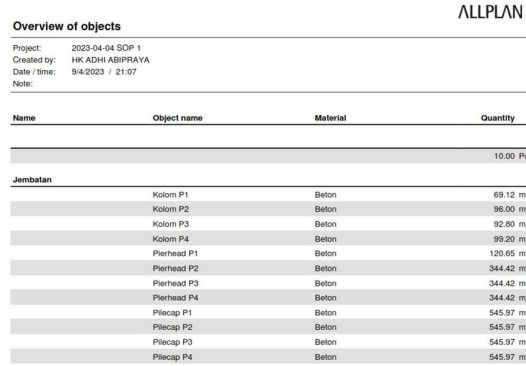 ALLPLAN
Overview of objects
Project: 2023-04-04 SOP 1
Created by: HK ADHI ABIPRAYA
Date / time: 9/4/2023 / 21:07
Note:
Name Object name Material Quantity
10.00
Jembatan
Kolom P1 Beton 69.12 m
Kolom P2 Beton 96.00 m
Kolom P3 Beton 92.80 m
Kolom P4 Beton 99.20 m
Pierhead P1 Beton 120.65 m
Pierhead P2 Beton 344.42 m
Pierhead P3 Beton 344.42 m
Pierhead P4 Beton 344.42 m
Pilecap P1 Beton 545.97 m
Pilecap P2 Beton 545.97 m
Pilecap P3 Beton 545.97 m
Pilecap P4 Beton 545.97 m